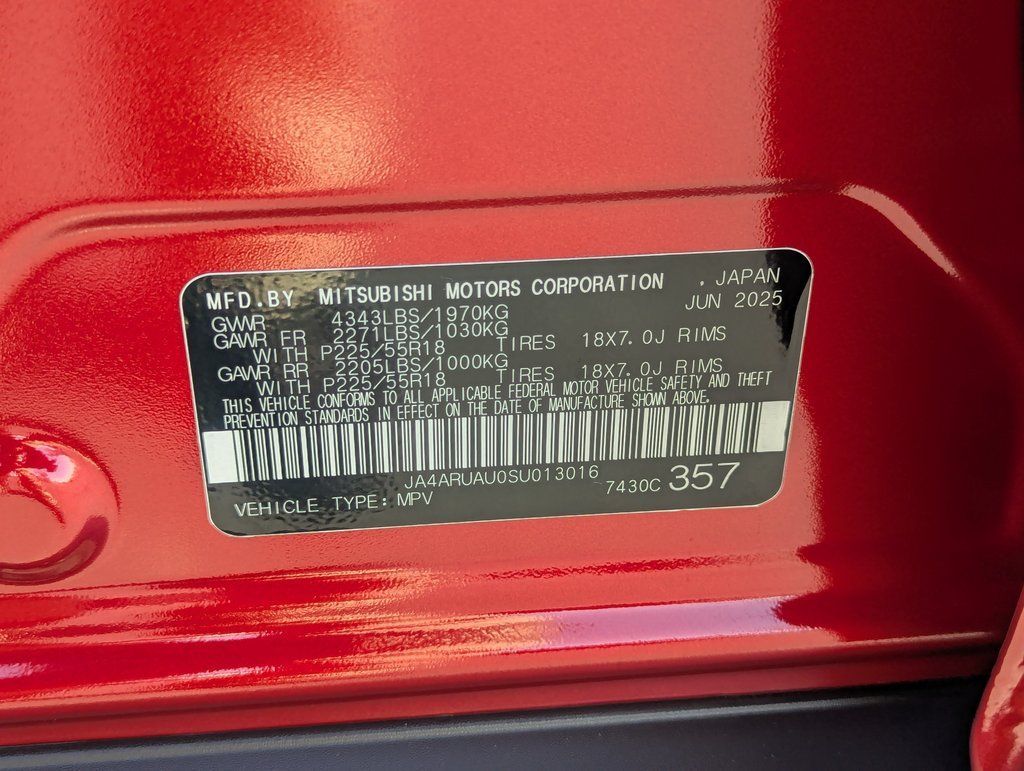 MFD.BY MITSUBISHI MOTORS CORPORATION , JAPAN
JUN 2025
GVWR 4343LBS/1970KG
GAWR FR 2271LBS/1030KG
WITH P225/55R18 TIRES 18X7.0J RIMS
GAWR RR 2205LBS/1000KG
WITH P225/55R18 TIRES 18X7.0J RIMS
THIS VEHICLE CONFORMS TO ALL APPLICABLE FEDERAL MOTOR VEHICLE SAFETY AND THEFT
PREVENTION STANDARDS IN EFFECT ON THE DATE OF MANUFACTURE SHOWN ABOVE.
JA4ARUAU0SU013016
VEHICLE TYPE: MPV 7430C 357